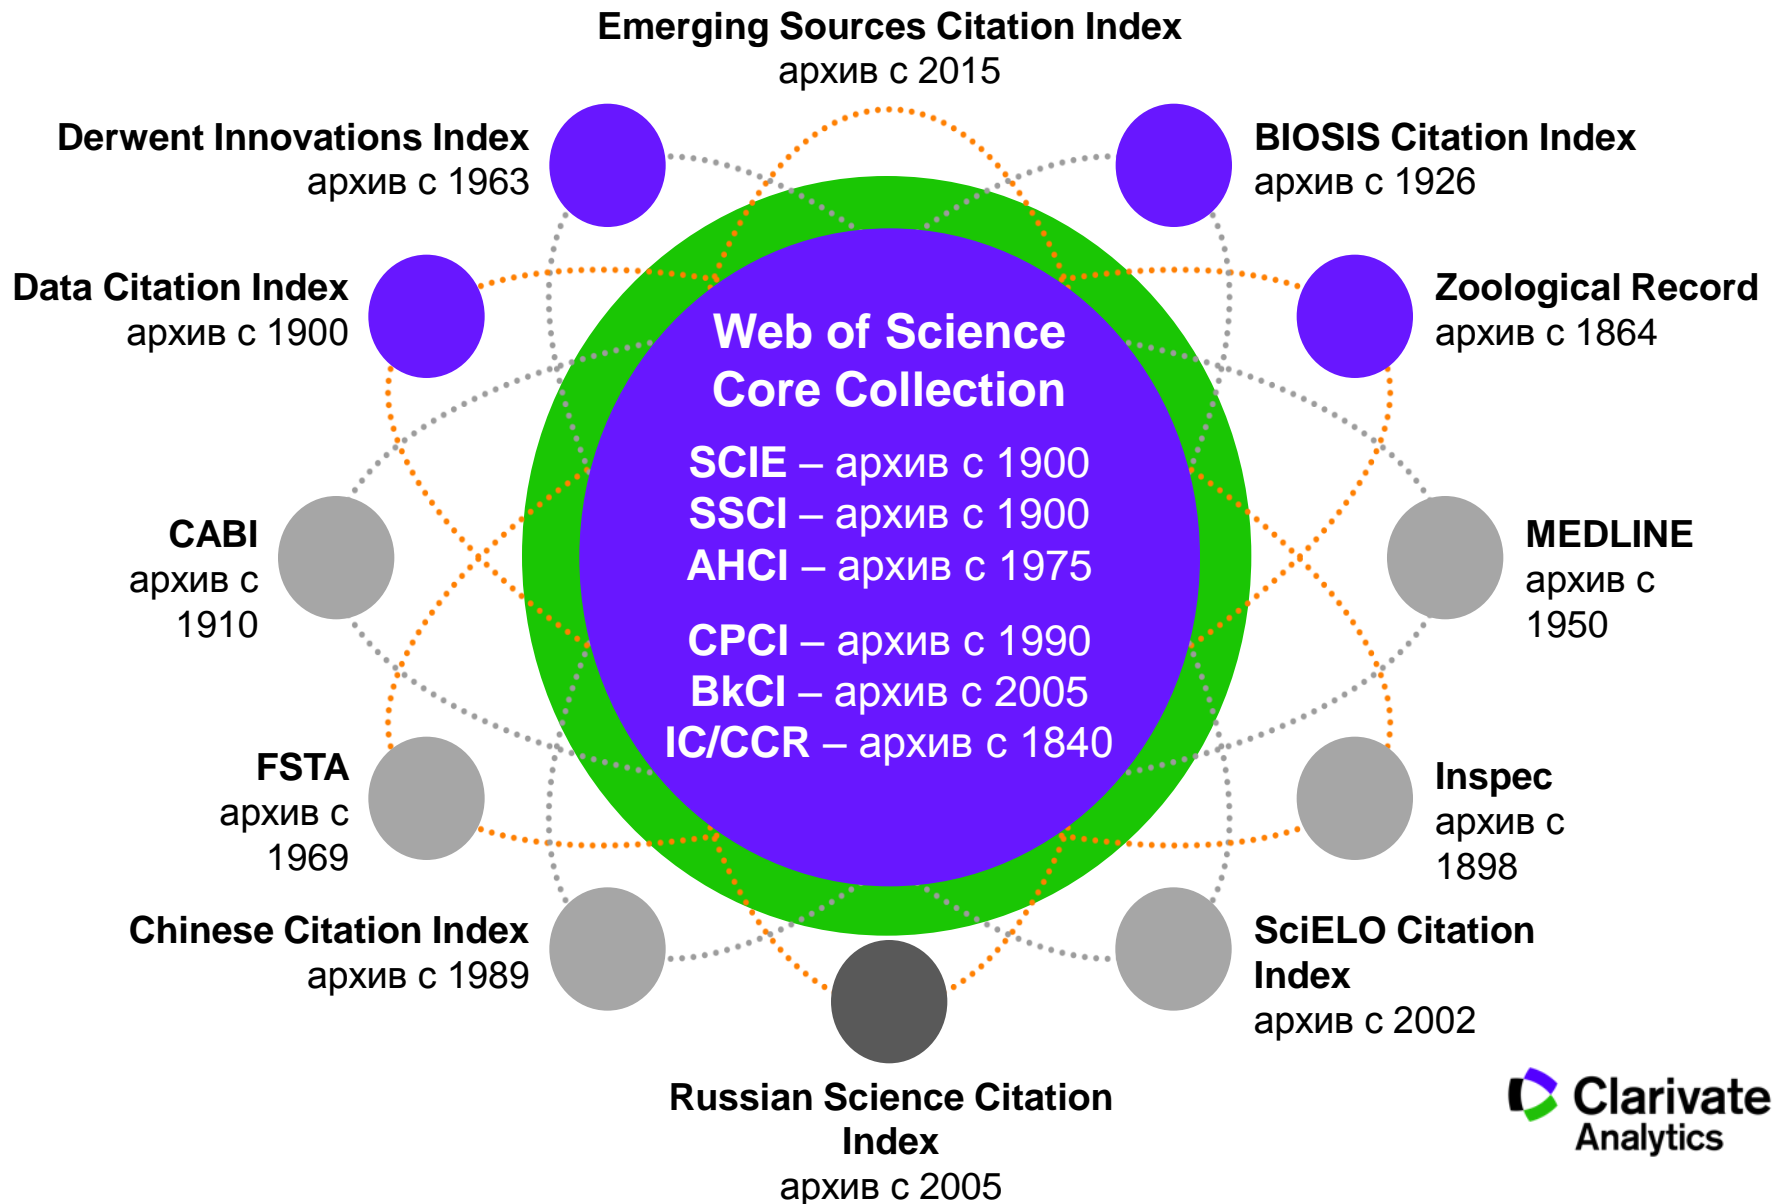 Emerging Sources Citation Index
архив с 2015
Derwent Innovations Index
архив с 1963
BIOSIS Citation Index
архив с 1926
Data Citation Index
архив с 1900
Zoological Record
архив с 1864
Web of Science
Core Collection
SCIE – архив с 1900
SSCI – архив с 1900
AHCI – архив с 1975
CPCI – архив с 1990
BkCI – архив с 2005
IC/CCR – архив с 1840
CABI
архив с
1910
MEDLINE
архив с
1950
FSTA
архив с
1969
Inspec
архив с
1898
Chinese Citation Index
архив с 1989
SciELO Citation
Index
архив с 2002
Russian Science Citation
Index
архив с 2005
Clarivate
Analytics